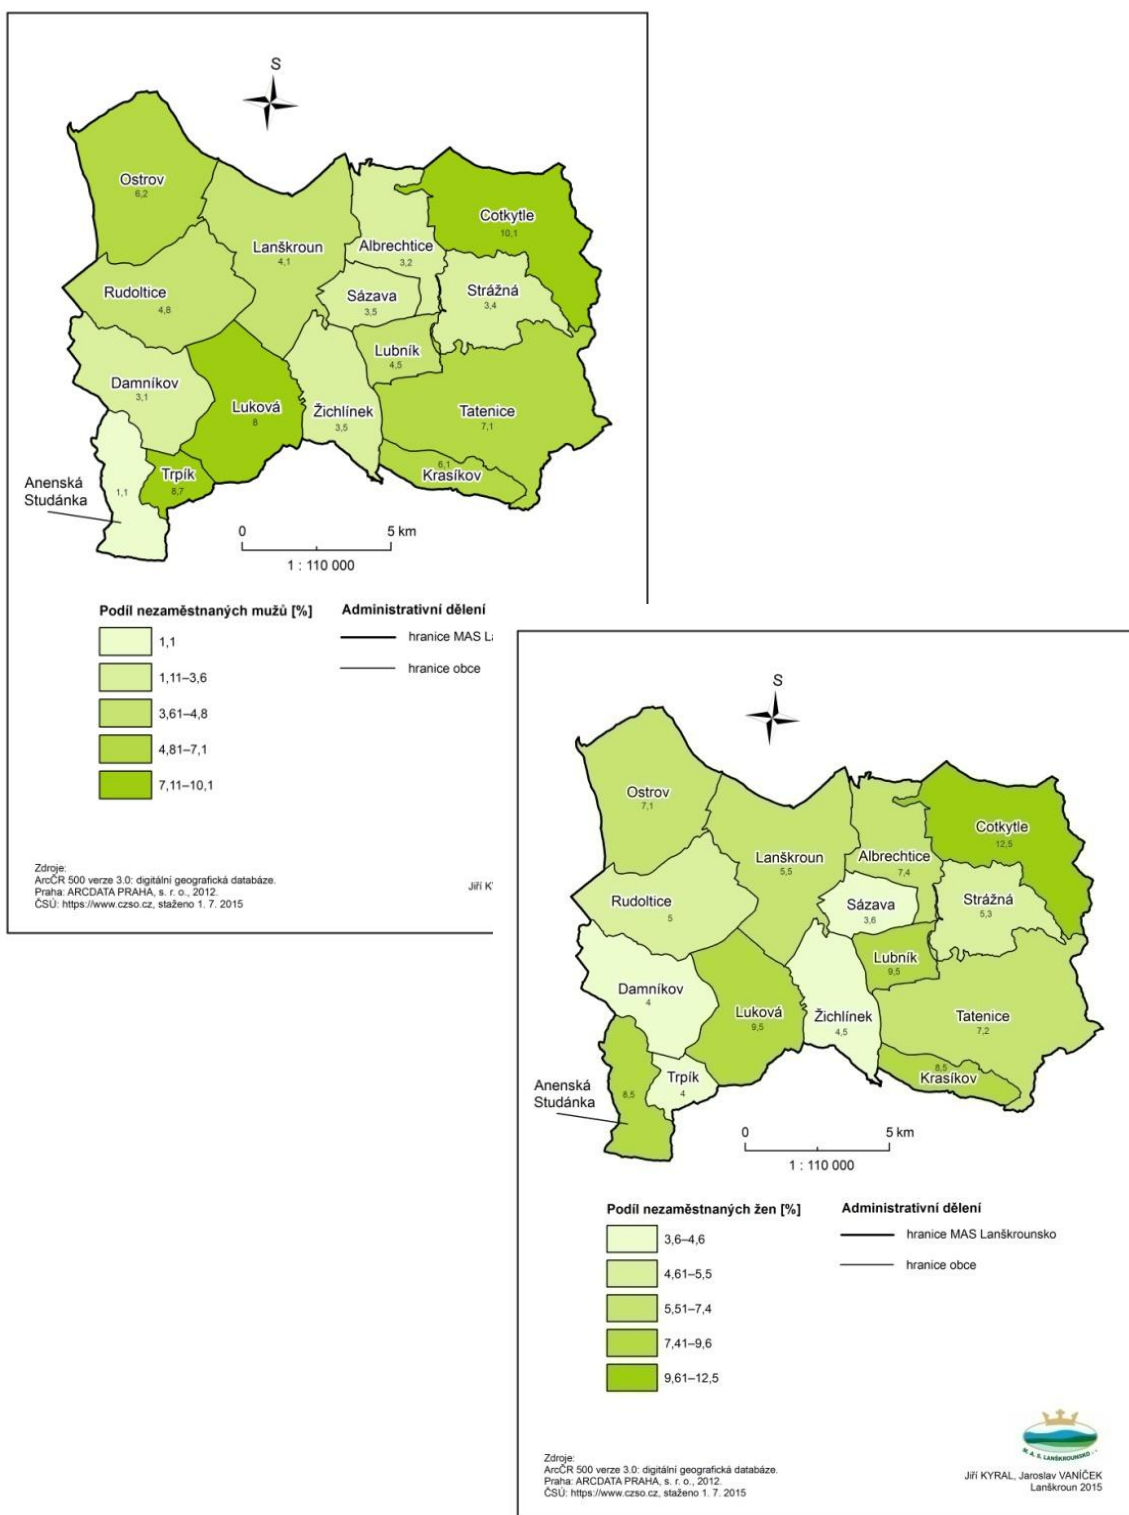 S
Ostrov
6,2
Lanškroun
4,1
Albrechtice
3,2
Cotkytle
10,1
Rudoltice
4,8
Sázava
3,5
Strážná
3,4
Lubník
4,5
Damníkov
3,1
Luková
8
Žichlínek
3,5
Tatenice
7,1
6,1
Krasíkov
Trpík
8,7
Anenská
Studánka
1,1
0 5 km
1 : 110 000
Podíl nezaměstnaných mužů [%]
1,1
1,11–3,6
3,61–4,8
4,81–7,1
7,11–10,1
Administrativní dělení
hranice MAS
hranice obce
Zdroje:
ArcČR 500 verze 3.0: digitální geografická databáze.
Praha: ARCDATA PRAHA, s. r. o., 2012.
ČSÚ: https://www.czso.cz, staženo 1. 7. 2015
Jiří
S
Ostrov
7,1
Lanškroun
5,5
Albrechtice
7,4
Cotkytle
12,5
Rudoltice
5
Sázava
3,6
Strážná
5,3
Lubník
9,5
Damníkov
4
Luková
9,5
Žichlínek
4,5
Tatenice
7,2
8,5
Krasíkov
Trpík
4
Anenská
Studánka
8,5
0 5 km
1 : 110 000
Podíl nezaměstnaných žen [%]
3,6–4,6
4,61–5,5
5,51–7,4
7,41–9,6
9,61–12,5
Administrativní dělení
hranice MAS Lanškrounsko
hranice obce
M. A. S. LANŠKROUNSKO
Zdroje:
ArcČR 500 verze 3.0: digitální geografická databáze.
Praha: ARCDATA PRAHA, s. r. o., 2012.
ČSÚ: https://www.czso.cz, staženo 1. 7. 2015
Jiří KYRAL, Jaroslav VANÍČEK
Lanškroun 2015